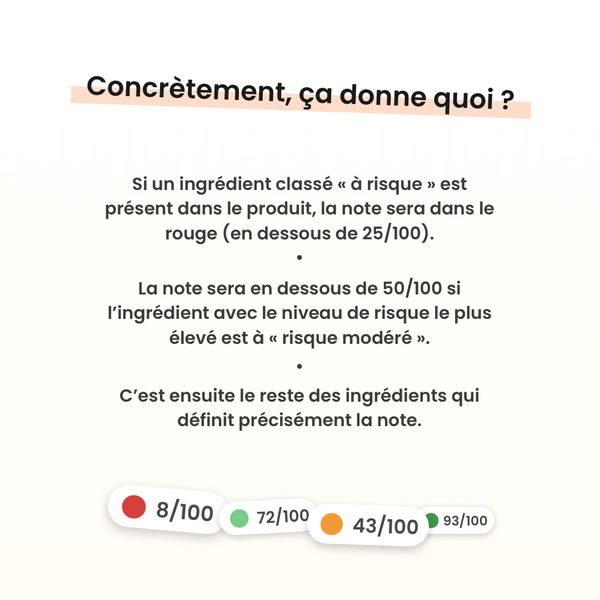 Concrètement, ça donne quoi ?
Si un ingrédient classé « à risque » est
présent dans le produit, la note sera dans le
rouge (en dessous de 25/100).
•
La note sera en dessous de 50/100 si
l’ingrédient avec le niveau de risque le plus
élevé est à « risque modéré ».
•
C’est ensuite le reste des ingrédients qui
définit précisément la note.
8/100
72/100
43/100
93/100